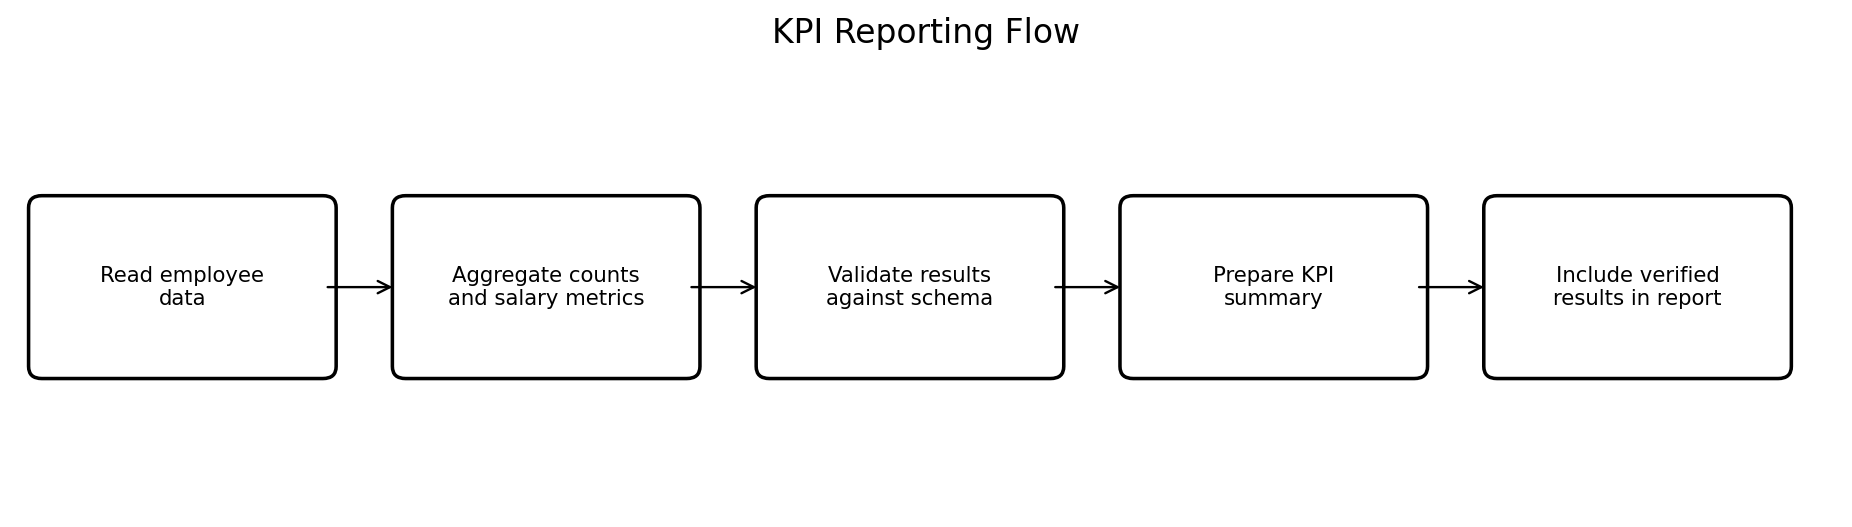 KPI Reporting Flow
Read employee
data
Aggregate counts
and salary metrics
Validate results
against schema
Prepare KPI
summary
Include verified
results in report